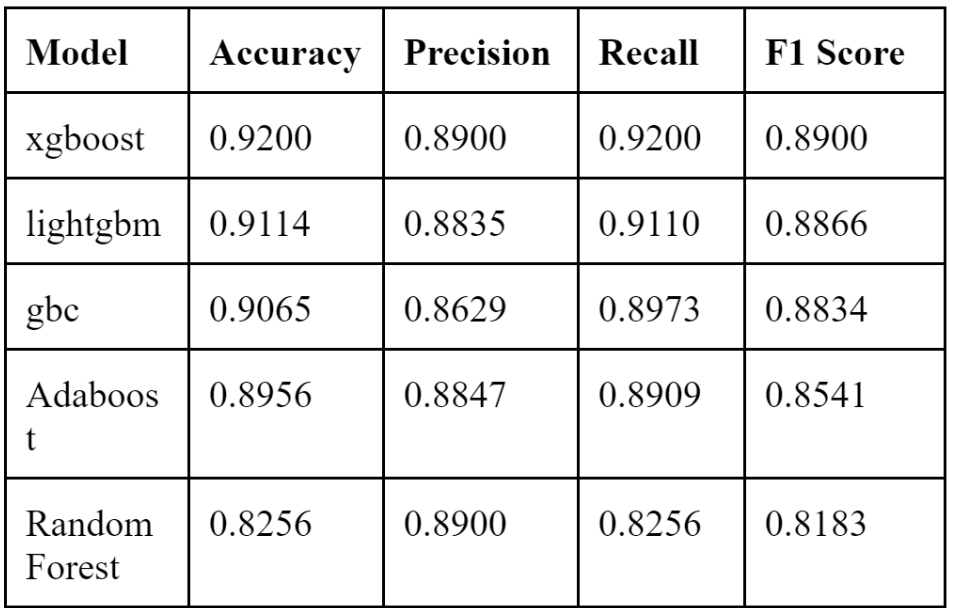 Model Accuracy Precision Recall F1 Score
xgboost 0.9200 0.8900 0.9200 0.8900
lightgbm 0.9114 0.8835 0.9110 0.8866
gbc 0.9065 0.8629 0.8973 0.8834
Adaboos 0.8956 0.8847 0.8909 0.8541
t
Random 0.8256 0.8900 0.8256 0.8183
Forest